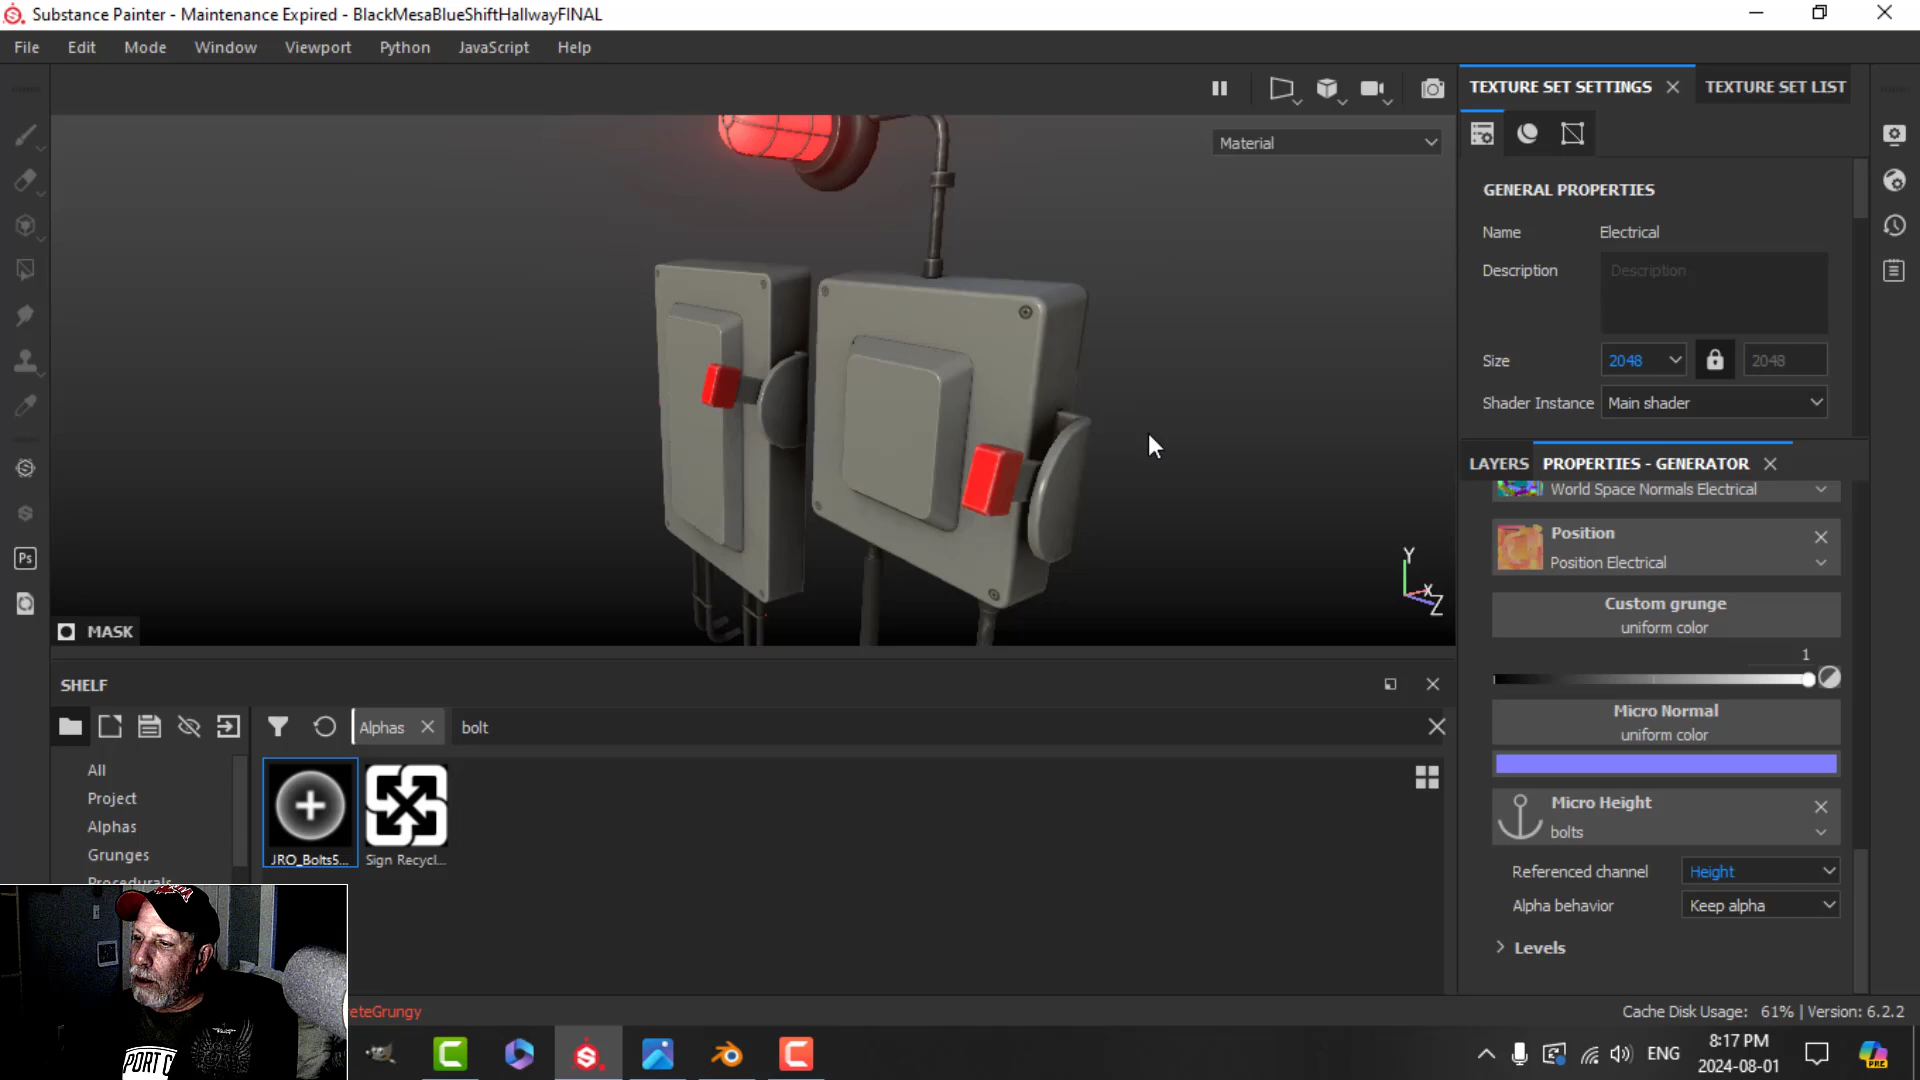 Substance Painter - Maintenance Expired - BlackMesaBlueShiftHallwayFINAL
File Edit Mode Window Viewport Python JavaScript Help
TEXTURE SET SETTINGS TEXTURE SET LIST
Material
GENERAL PROPERTIES
Name Electrical
Description Description
Size 2048 2048
Shader Instance Main shader
LAYERS PROPERTIES - GENERATOR
World Space Normals Electrical
Position
Position Electrical
Custom grunge
uniform color
1
Micro Normal
uniform color
Micro Height
bolts
Referenced channel Height
Alpha behavior Keep alpha
Levels
Y
X
Z
MASK
Ps
SHELF
Alphas bolt
All
Project
Alphas
Grunges
Procedurals
JRO_Bolts5... Sign Recycl...
eteGrungy
Cache Disk Usage: 61% | Version: 6.2.2
PORT C
ENG
8:17 PM
2024-08-01
PRE